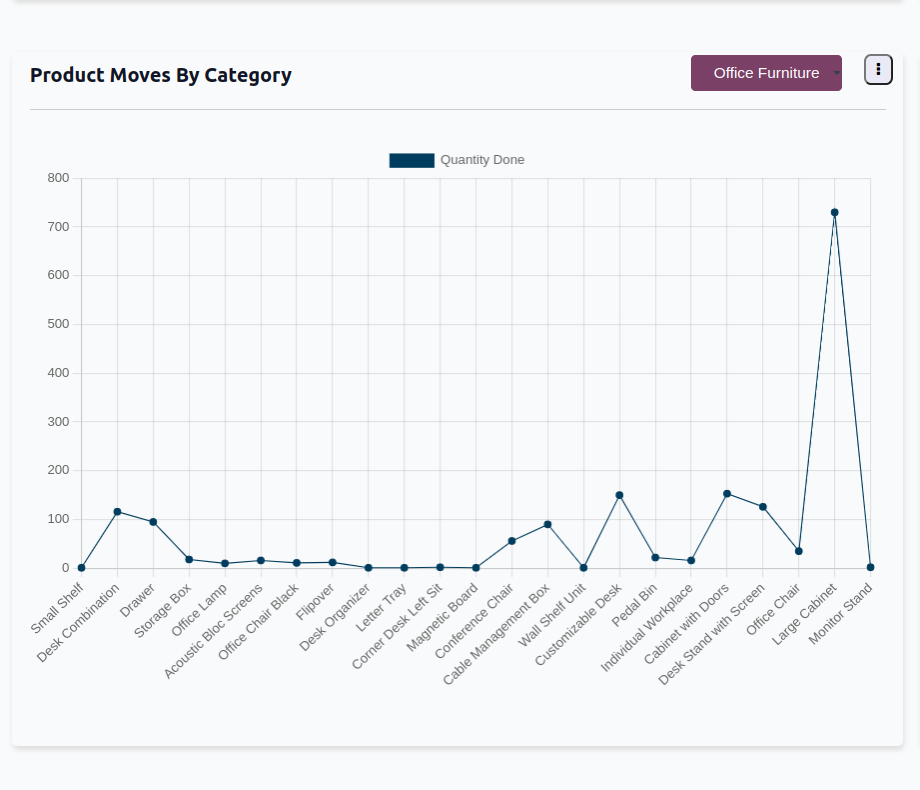 Product Moves By Category
Office Furniture
Quantity Done
800
700
600
500
400
300
200
100
0
Small Shelf
Desk Combination
Drawer
Storage Box
Office Lamp
Acoustic Bloc Screens
Office Chair Black
Flipover
Desk Organizer
Letter Tray
Corner Desk Left Sit
Magnetic Board
Conference Chair
Cable Management Box
Wall Shelf Unit
Customizable Desk
Pedal Bin
Individual Workplace
Cabinet with Doors
Desk Stand with Screen
Office Chair
Large Cabinet
Monitor Stand